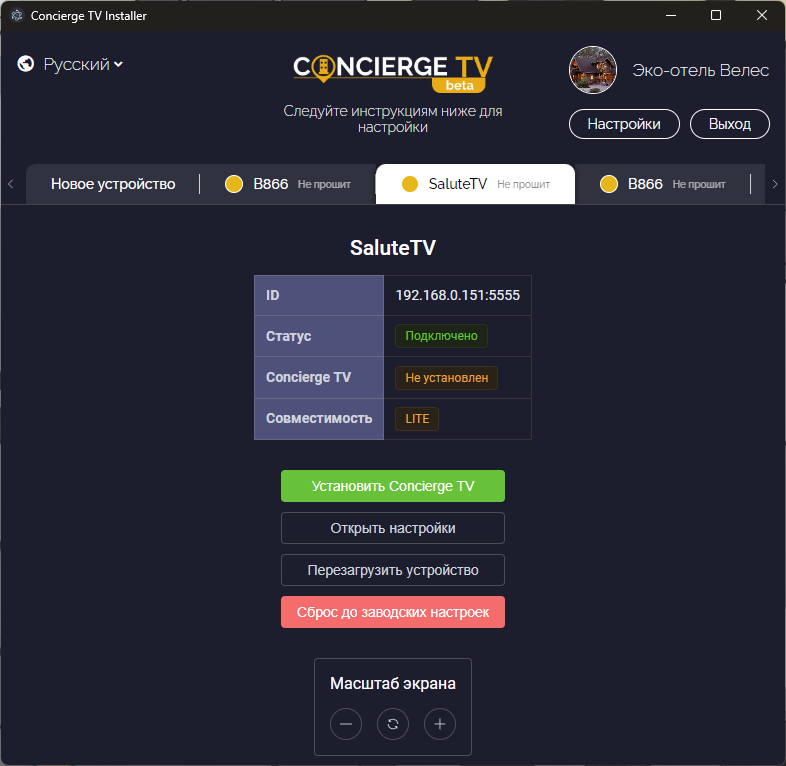 Concierge TV Installer
Русский
CONCIERGE TV
beta
Следуйте инструкциям ниже для
настройки
Эко-отель Велес
Настройки
Выход
Новое устройство
B866 Не прошит
SaluteTV Не прошит
B866 Не прошит
SaluteTV
ID 192.168.0.151:5555
Статус Подключено
Concierge TV Не установлен
Совместимость LITE
Установить Concierge TV
Открыть настройки
Перезагрузить устройство
Сброс до заводских настроек
Масштаб экрана